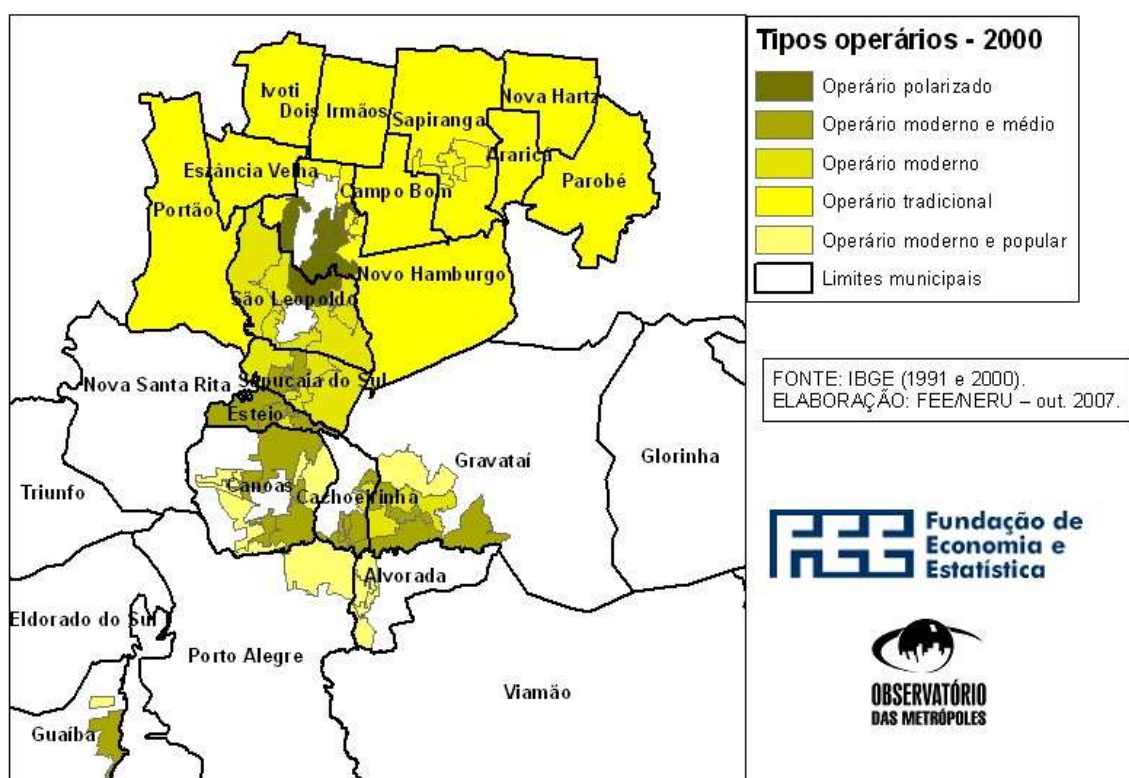 Tipos operários - 2000
Operário polarizado
Operário moderno e médio
Operário moderno
Operário tradicional
Operário moderno e popular
Limites municipais
Ivoti
Dois Irmãos
Nova Hartz
Sapiranga
Araricá
Estância Velha
Campo Bom
Parobé
Portão
Novo Hamburgo
São Leopoldo
Nova Santa Rita
Sapucaia do Sul
Esteio
Gravataí
Glorinha
Triunfo
Canoas
Cachoeirinha
Alvorada
Eldorado do Sul
Porto Alegre
Viamão
Guaíba
FONTE: IBGE (1991 e 2000).
ELABORAÇÃO: FEE/NERU – out. 2007.
FEE
Fundação de
Economia e
Estatística
OBSERVATÓRIO
DAS METRÓPOLES